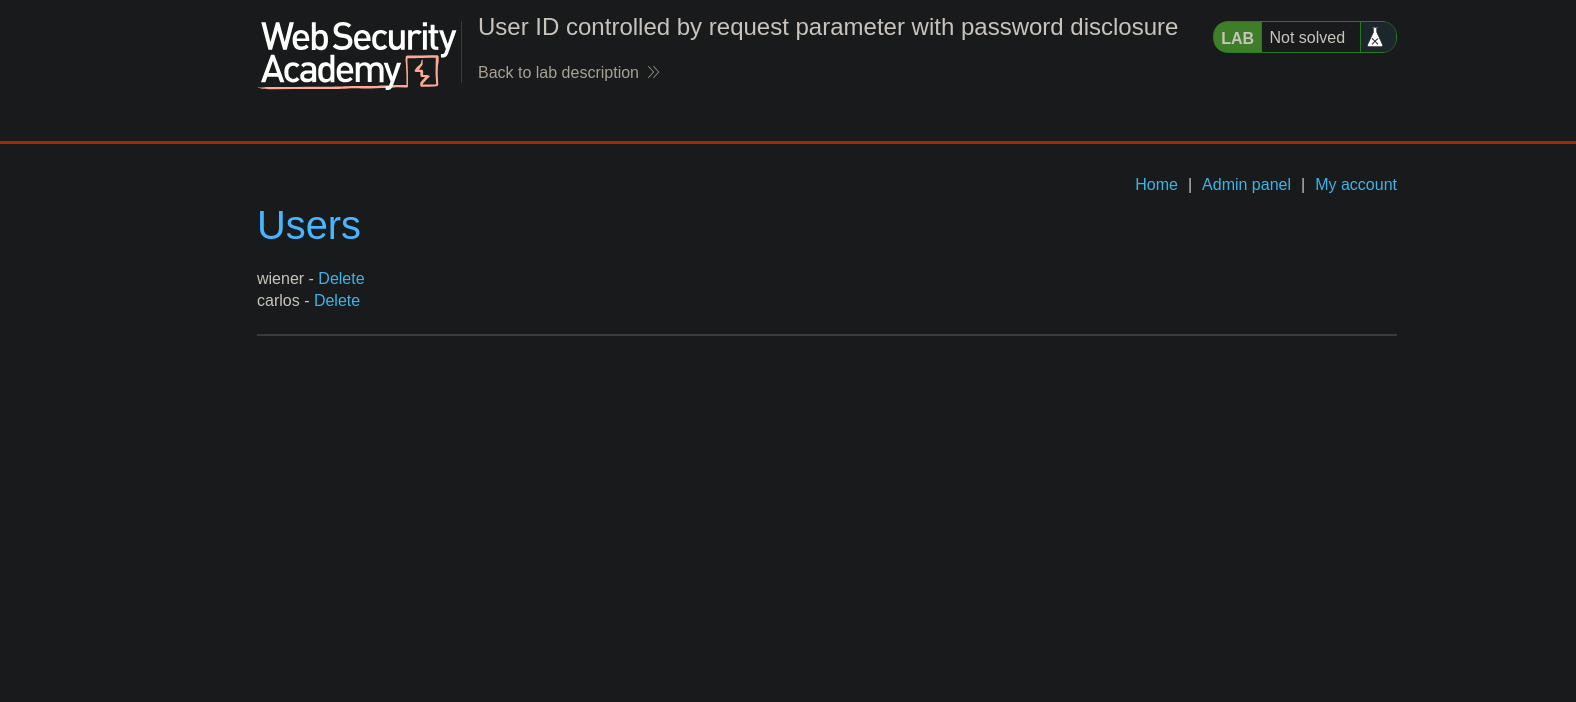 Web Security
Academy
User ID controlled by request parameter with password disclosure
Back to lab description
LAB Not solved
Home | Admin panel | My account
Users
wiener - Delete
carlos - Delete